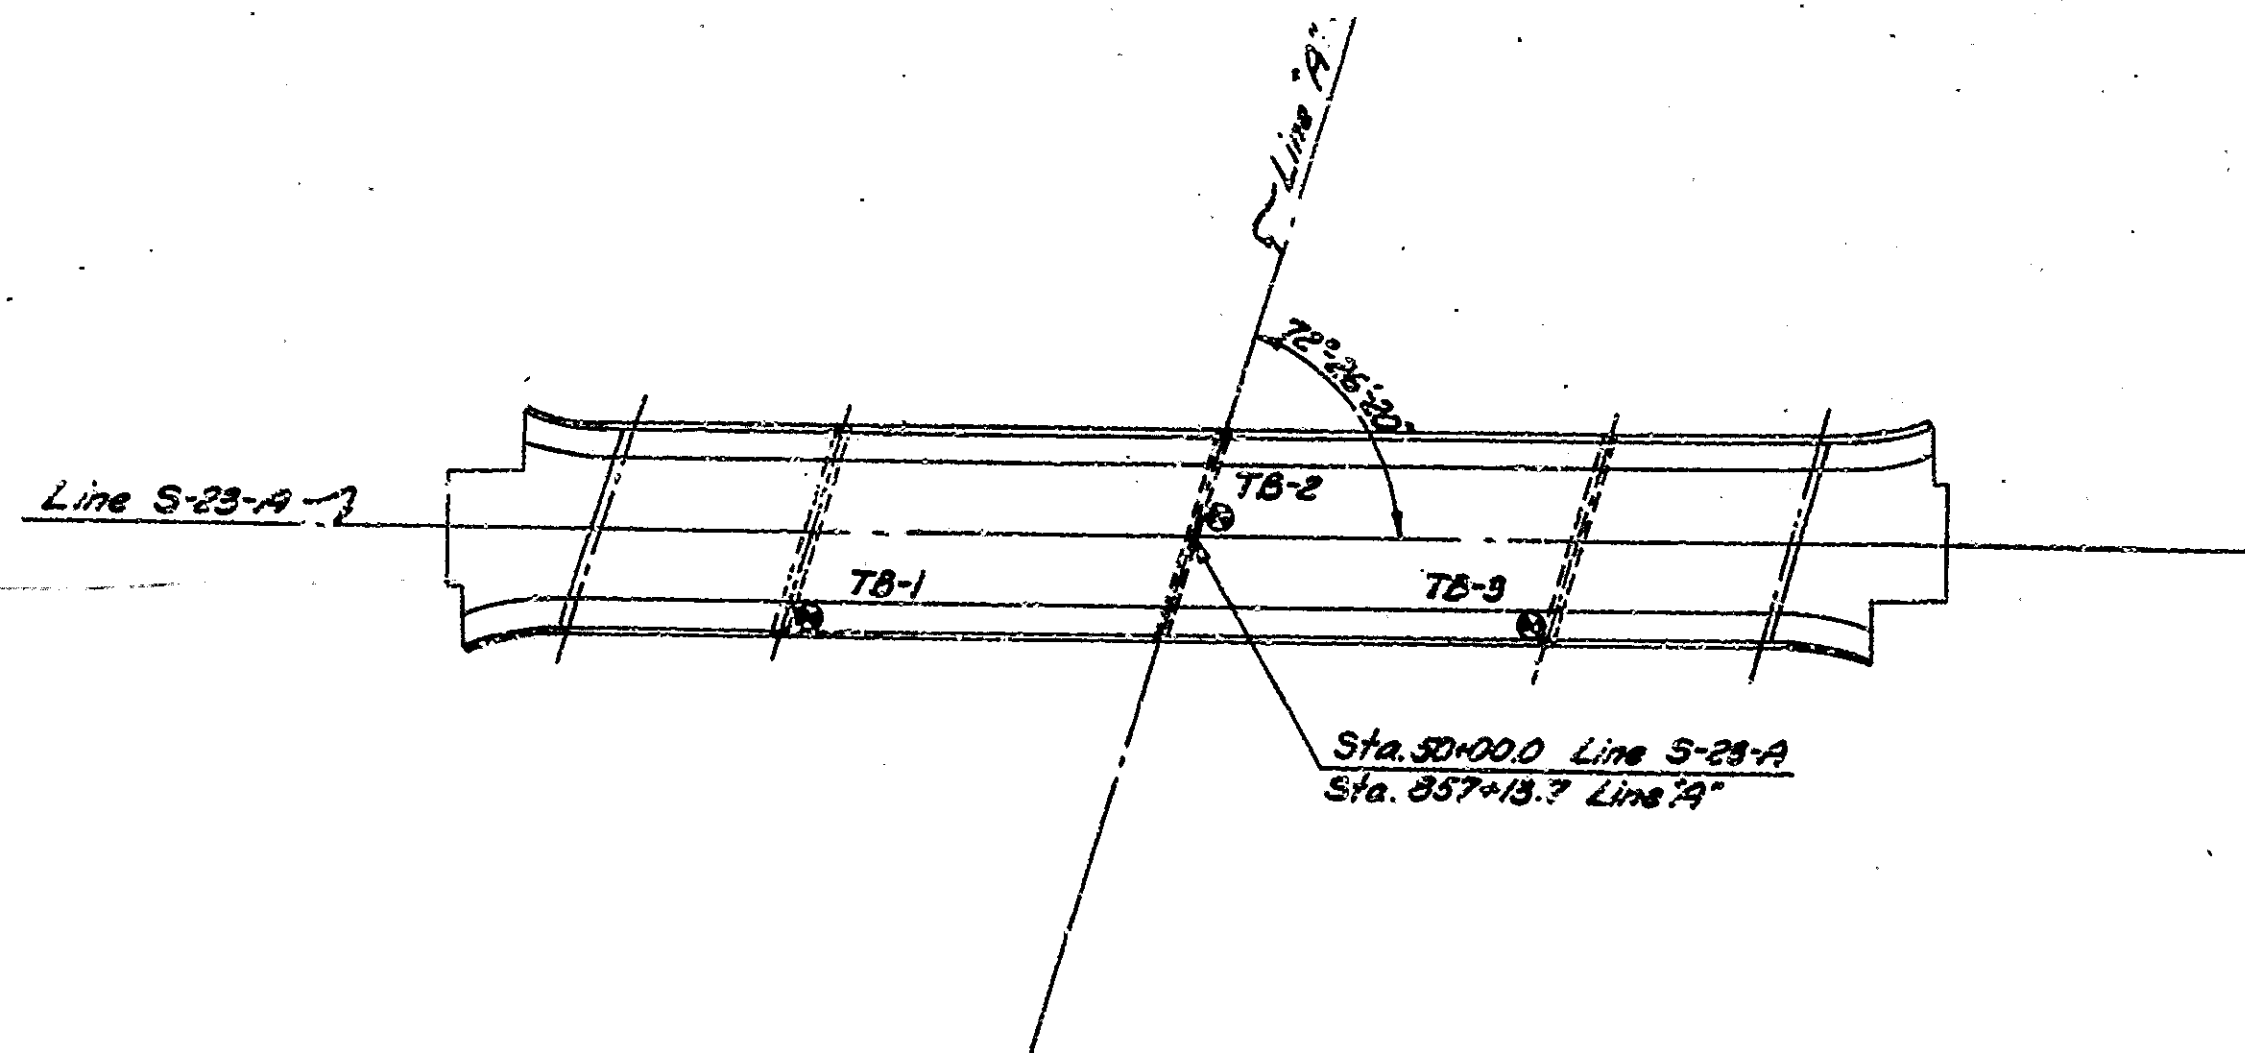 Line "A"
72°-26'-20"
Line S-23-A
TB-2
TB-1
TB-3
Sta. 50+00.0 Line S-23-A
Sta. 857+13.7 Line "A"